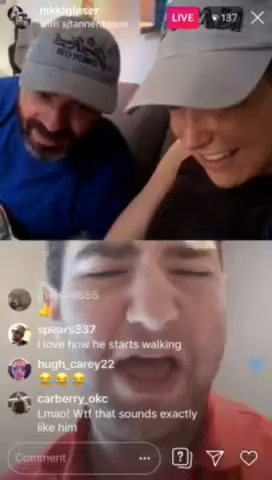 nikkiglaser
with sjtannenbaum
LIVE
137
spears337
I love how he starts walking
hugh_carey22
😂😂😂
carberry_okc
Lmao! Wtf that sounds exactly
like him
Comment